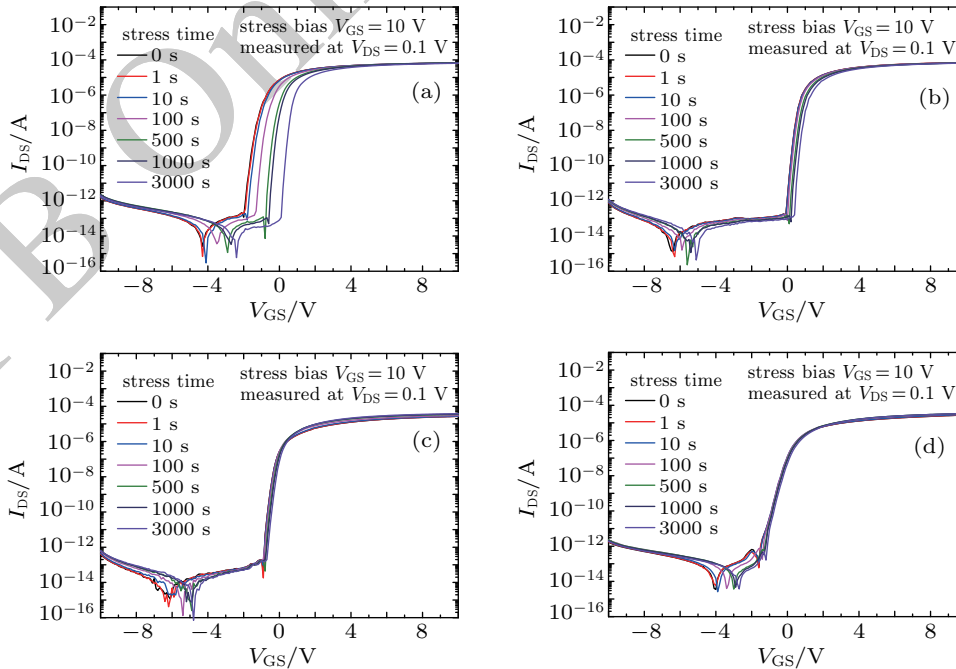 10⁻²
10⁻⁴
10⁻⁶
10⁻⁸
10⁻¹⁰
10⁻¹²
10⁻¹⁴
10⁻¹⁶
I_DS/A
stress time
0 s
1 s
10 s
100 s
500 s
1000 s
3000 s
stress bias V_GS=10 V
measured at V_DS=0.1 V
(a)
−8 −4 0 4 8
V_GS/V
10⁻²
10⁻⁴
10⁻⁶
10⁻⁸
10⁻¹⁰
10⁻¹²
10⁻¹⁴
10⁻¹⁶
I_DS/A
stress time
0 s
1 s
10 s
100 s
500 s
1000 s
3000 s
stress bias V_GS=10 V
measured at V_DS=0.1 V
(b)
−8 −4 0 4 8
V_GS/V
10⁻²
10⁻⁴
10⁻⁶
10⁻⁸
10⁻¹⁰
10⁻¹²
10⁻¹⁴
10⁻¹⁶
I_DS/A
stress time
0 s
1 s
10 s
100 s
500 s
1000 s
3000 s
stress bias V_GS=10 V
measured at V_DS=0.1 V
(c)
−8 −4 0 4 8
V_GS/V
10⁻²
10⁻⁴
10⁻⁶
10⁻⁸
10⁻¹⁰
10⁻¹²
10⁻¹⁴
10⁻¹⁶
I_DS/A
stress time
0 s
1 s
10 s
100 s
500 s
1000 s
3000 s
stress bias V_GS=10 V
measured at V_DS=0.1 V
(d)
−8 −4 0 4 8
V_GS/V